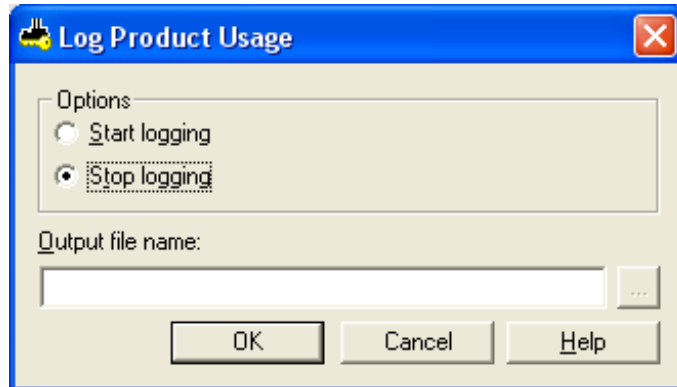 Log Product Usage
Options
Start logging
Stop logging
Output file name:
...
OK Cancel Help